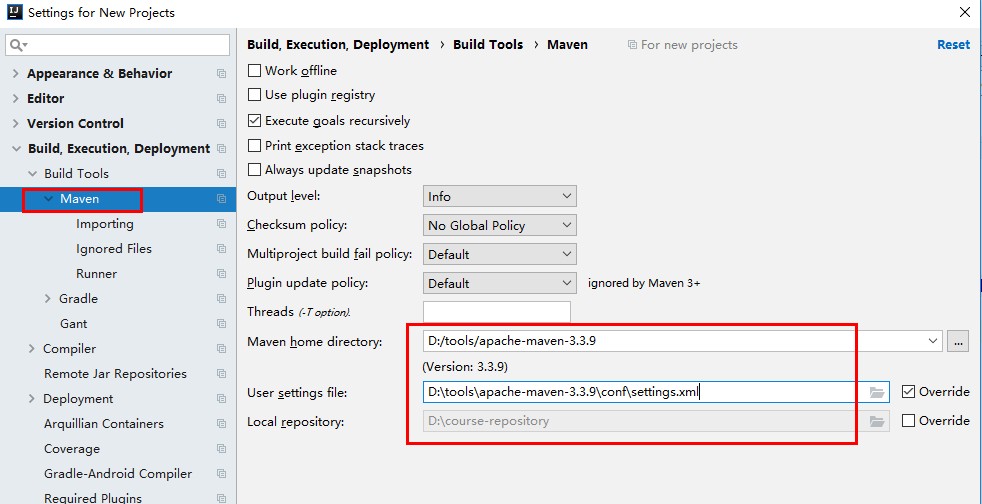 Settings for New Projects
Appearance & Behavior
Editor
Version Control
Build, Execution, Deployment
Build Tools
Maven
Importing
Ignored Files
Runner
Gradle
Gant
Compiler
Remote Jar Repositories
Deployment
Arquillian Containers
Coverage
Gradle-Android Compiler
Required Plugins
Build, Execution, Deployment › Build Tools › Maven For new projects Reset
Work offline
Use plugin registry
Execute goals recursively
Print exception stack traces
Always update snapshots
Output level: Info
Checksum policy: No Global Policy
Multiproject build fail policy: Default
Plugin update policy: Default ignored by Maven 3+
Threads (-T option).
Maven home directory: D:/tools/apache-maven-3.3.9 ...
(Version: 3.3.9)
User settings file: D:\tools\apache-maven-3.3.9\conf\settings.xml Override
Local repository: D:\course-repository Override